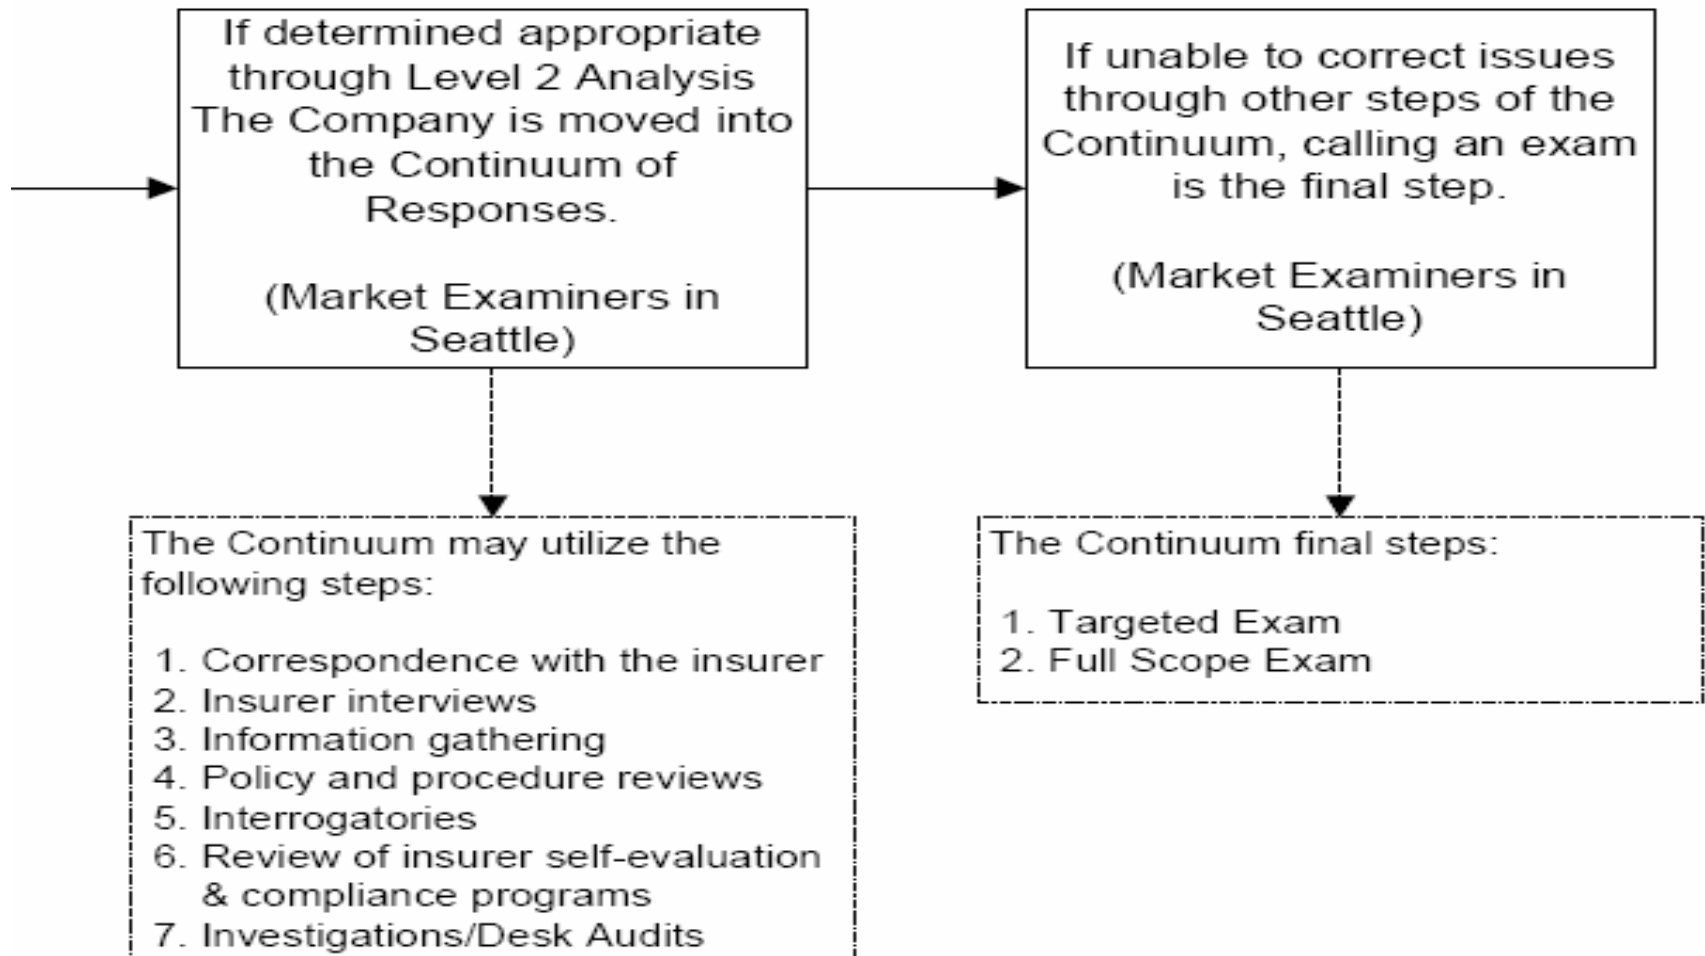 If determined appropriate
through Level 2 Analysis
The Company is moved into
the Continuum of
Responses.
(Market Examiners in
Seattle)
If unable to correct issues
through other steps of the
Continuum, calling an exam
is the final step.
(Market Examiners in
Seattle)
The Continuum may utilize the
following steps:
1. Correspondence with the insurer
2. Insurer interviews
3. Information gathering
4. Policy and procedure reviews
5. Interrogatories
6. Review of insurer self-evaluation
& compliance programs
7. Investigations/Desk Audits
The Continuum final steps:
1. Targeted Exam
2. Full Scope Exam